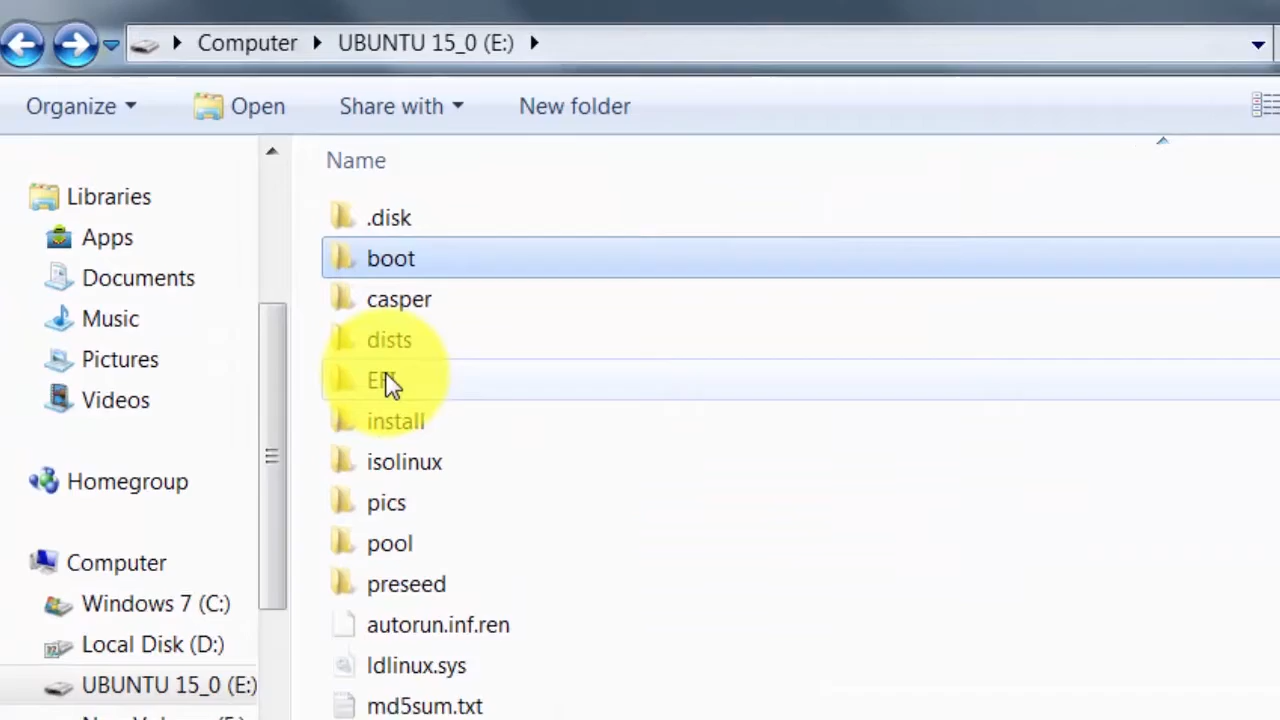 Computer UBUNTU 15_0 (E:)
Organize Open Share with New folder
Name
Libraries
Apps
Documents
Music
Pictures
Videos
Homegroup
Computer
Windows 7 (C:)
Local Disk (D:)
UBUNTU 15_0 (E:)
.disk
boot
casper
dists
install
isolinux
pics
pool
preseed
autorun.inf.ren
ldlinux.sys
md5sum.txt